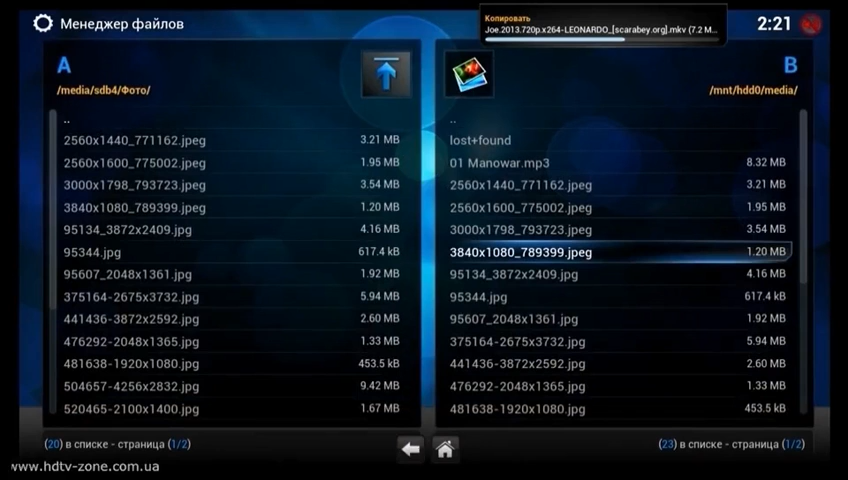 Менеджер файлов
Копировать
Joe.2013.720p.x264-LEONARDO_[scarabey.org].mkv (7.2 M...
2:21
A
/media/sdb4/Фото/
..
2560x1440_771162.jpeg 3.21 MB
2560x1600_775002.jpeg 1.95 MB
3000x1798_793723.jpeg 3.54 MB
3840x1080_789399.jpeg 1.20 MB
95134_3872x2409.jpg 4.16 MB
95344.jpg 617.4 kB
95607_2048x1361.jpg 1.92 MB
375164-2675x3732.jpg 5.94 MB
441436-3872x2592.jpg 2.60 MB
476292-2048x1365.jpg 1.33 MB
481638-1920x1080.jpg 453.5 kB
504657-4256x2832.jpg 9.42 MB
520465-2100x1400.jpg 1.67 MB
(20) в списке - страница (1/2)
B
/mnt/hdd0/media/
..
lost+found
01 Manowar.mp3 8.32 MB
2560x1440_771162.jpeg 3.21 MB
2560x1600_775002.jpeg 1.95 MB
3000x1798_793723.jpeg 3.54 MB
3840x1080_789399.jpeg 1.20 MB
95134_3872x2409.jpg 4.16 MB
95344.jpg 617.4 kB
95607_2048x1361.jpg 1.92 MB
375164-2675x3732.jpg 5.94 MB
441436-3872x2592.jpg 2.60 MB
476292-2048x1365.jpg 1.33 MB
481638-1920x1080.jpg 453.5 kB
(23) в списке - страница (1/2)
www.hdtv-zone.com.ua